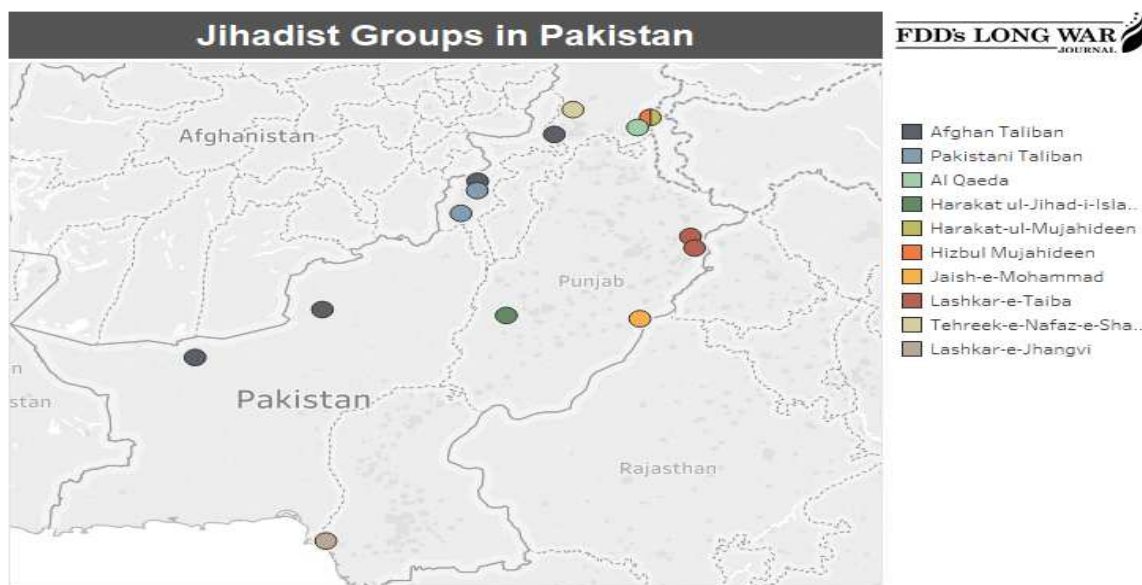 Jihadist Groups in Pakistan
FDD's LONG WAR
JOURNAL
Afghanistan
Punjab
Pakistan
n
stan
Rajasthan
Afghan Taliban
Pakistani Taliban
Al Qaeda
Harakat ul-Jihad-i-Isla..
Harakat-ul-Mujahideen
Hizbul Mujahideen
Jaish-e-Mohammad
Lashkar-e-Taiba
Tehreek-e-Nafaz-e-Sha..
Lashkar-e-Jhangvi